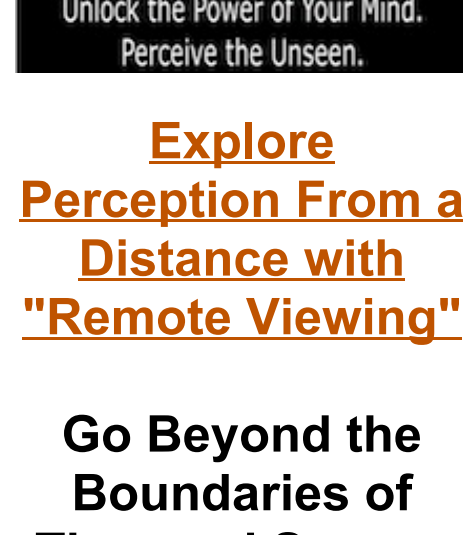 Unlock the Power of Your Mind.
Perceive the Unseen.
Explore
Perception From a
Distance with
"Remote Viewing"
Go Beyond the
Boundaries of